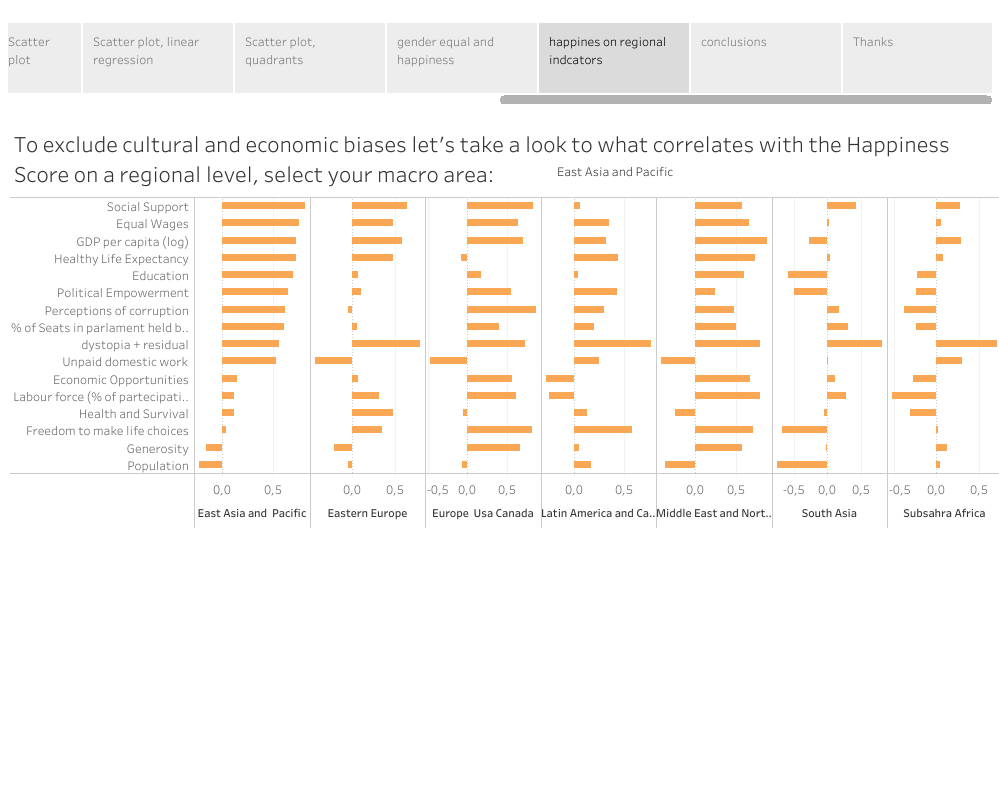 Scatter
plot
Scatter plot, linear
regression
Scatter plot,
quadrants
gender equal and
happiness
happines on regional
indcators
conclusions
Thanks
To exclude cultural and economic biases let's take a look to what correlates with the Happiness
Score on a regional level, select your macro area:
East Asia and Pacific
Social Support
Equal Wages
GDP per capita (log)
Healthy Life Expectancy
Education
Political Empowerment
Perceptions of corruption
% of Seats in parlament held b..
dystopia + residual
Unpaid domestic work
Economic Opportunities
Labour force (% of partecipati..
Health and Survival
Freedom to make life choices
Generosity
Population
0,0 0,5 0,0 0,5 -0,5 0,0 0,5 0,0 0,5 0,0 0,5 -0,5 0,0 0,5 -0,5 0,0 0,5
East Asia and Pacific Eastern Europe Europe Usa Canada Latin America and Ca.. Middle East and Nort.. South Asia Subsahra Africa